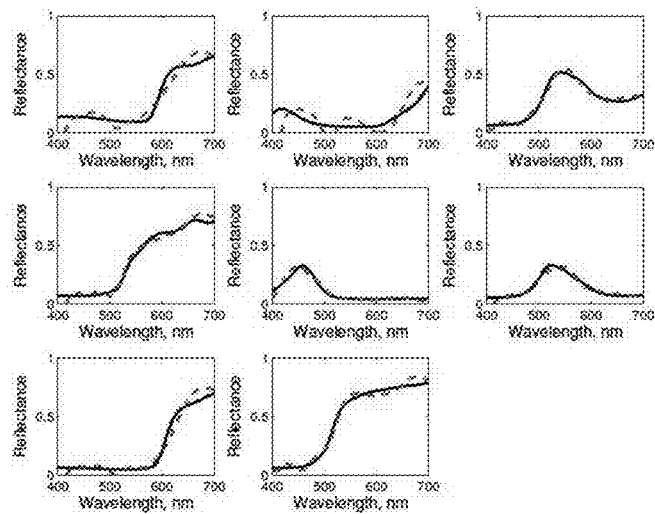 1 1 1
Reflectance 0.5 Reflectance 0.5 Reflectance 0.5
0 0 0
400 500 600 700 400 500 600 700 400 500 600 700
Wavelength, nm Wavelength, nm Wavelength, nm
1 1 1
Reflectance 0.5 Reflectance 0.5 Reflectance 0.5
0 0 0
400 500 600 700 400 500 600 700 400 500 600 700
Wavelength, nm Wavelength, nm Wavelength, nm
1 1
Reflectance 0.5 Reflectance 0.5
0 0
400 500 600 700 400 500 600 700
Wavelength, nm Wavelength, nm